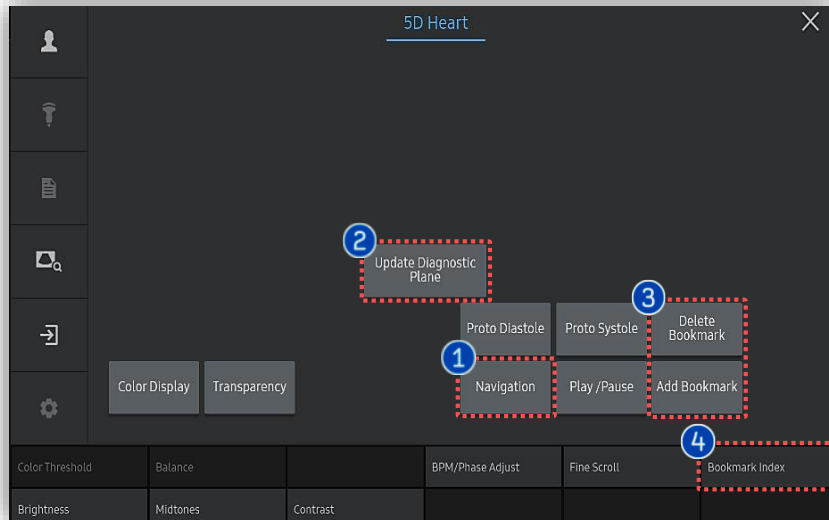 5D Heart
2
Update Diagnostic
Plane
3
Proto Diastole
Proto Systole
Delete
Bookmark
1
Color Display
Transparency
Navigation
Play /Pause
Add Bookmark
4
Color Threshold
Balance
BPM/Phase Adjust
Fine Scroll
Bookmark Index
Brightness
Midtones
Contrast